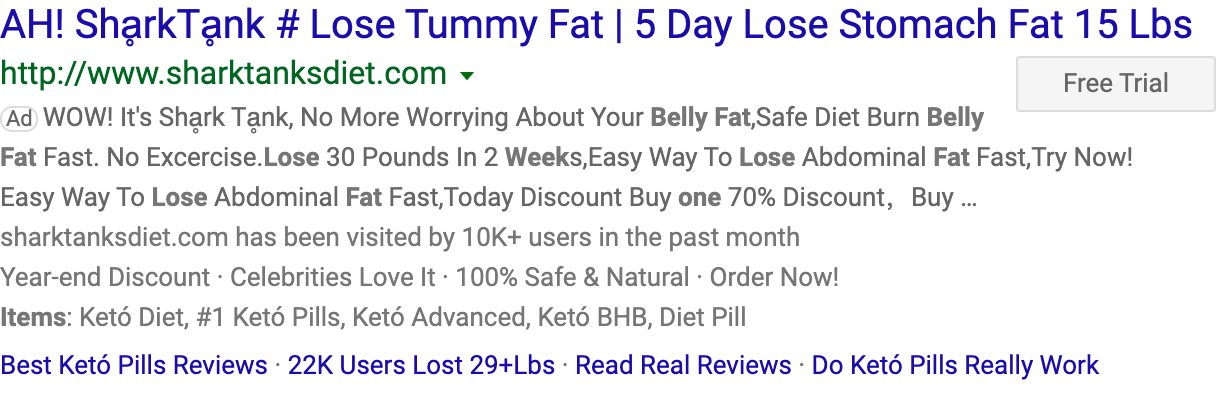 AH! Sḩ̥ạ̊rkTḁnk # Lose Tummy Fat | 5 Day Lose Stomach Fat 15 Lbs
http://www.sharktanksdiet.com
Free Trial
Ad WOW! It's Shḁrk Tḁnk, No More Worrying About Your Belly Fat,Safe Diet Burn Belly
Fat Fast. No Excercise.Lose 30 Pounds In 2 Weeks,Easy Way To Lose Abdominal Fat Fast,Try Now!
Easy Way To Lose Abdominal Fat Fast,Today Discount Buy one 70% Discount，Buy ...
sharktanksdiet.com has been visited by 10K+ users in the past month
Year-end Discount · Celebrities Love It · 100% Safe & Natural · Order Now!
Items: Ketó Diet, #1 Ketó Pills, Ketó Advanced, Ketó BHB, Diet Pill
Best Ketó Pills Reviews · 22K Users Lost 29+Lbs · Read Real Reviews · Do Ketó Pills Really Work